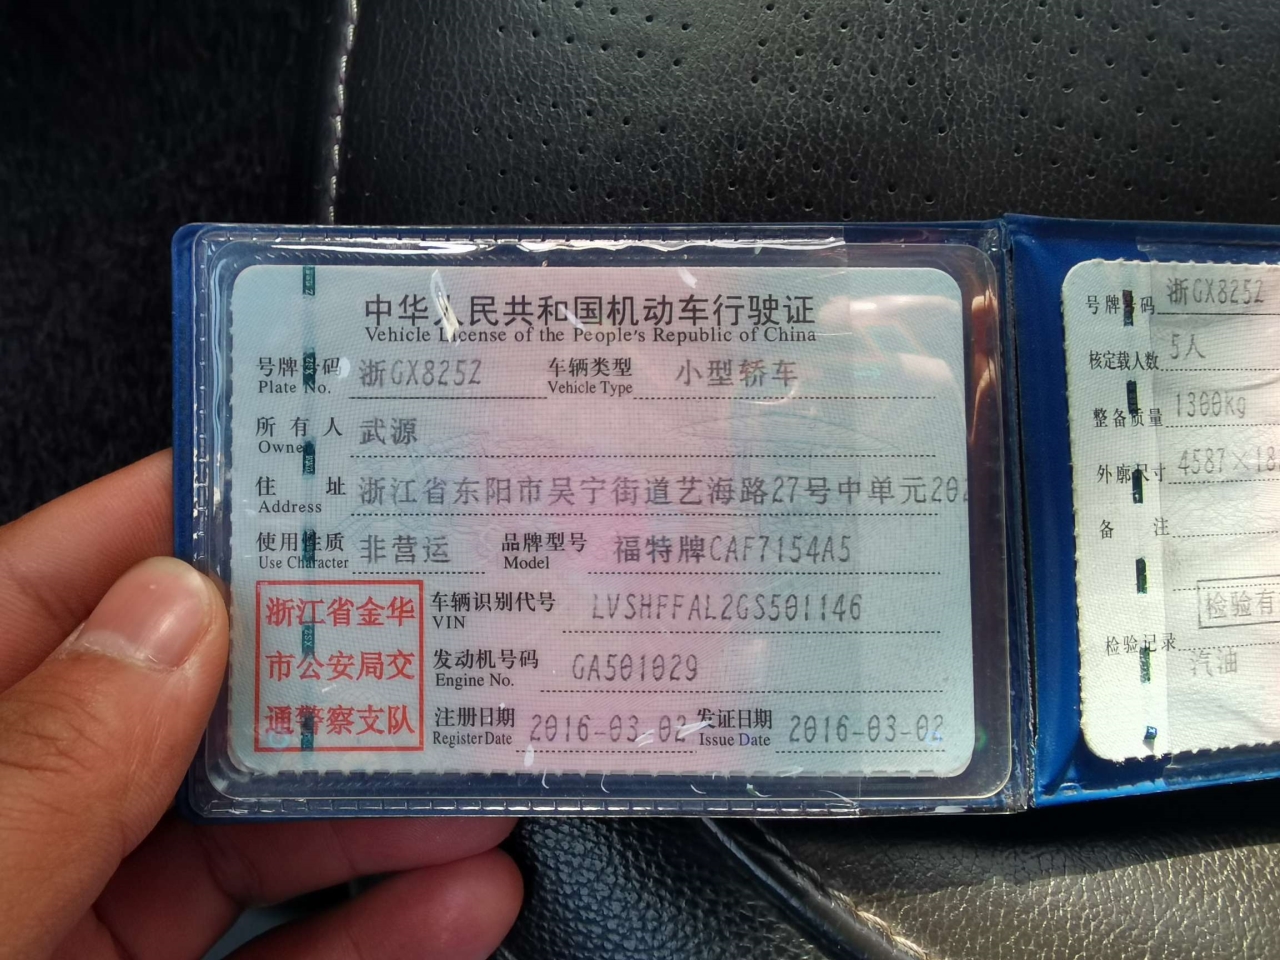 中华人民共和国机动车行驶证
Vehicle License of the People's Republic of China
号牌号码 浙GX8252 车辆类型 小型轿车
Plate No. Vehicle Type
所有人 武源
Owner
住址 浙江省东阳市吴宁街道艺海路27号中单元202
Address
使用性质 非营运 品牌型号 福特牌CAF7154A5
Use Character Model
浙江省金华
市公安局交
通警察支队
车辆识别代号 LVSHFFAL2GS501146
VIN
发动机号码 GA501029
Engine No.
注册日期 2016-03-02 发证日期 2016-03-02
Register Date Issue Date
号牌号码 浙GX8252
核定载人数 5人
整备质量 1300kg
外廓尺寸 4587×18
备注
检验有
检验记录
汽油